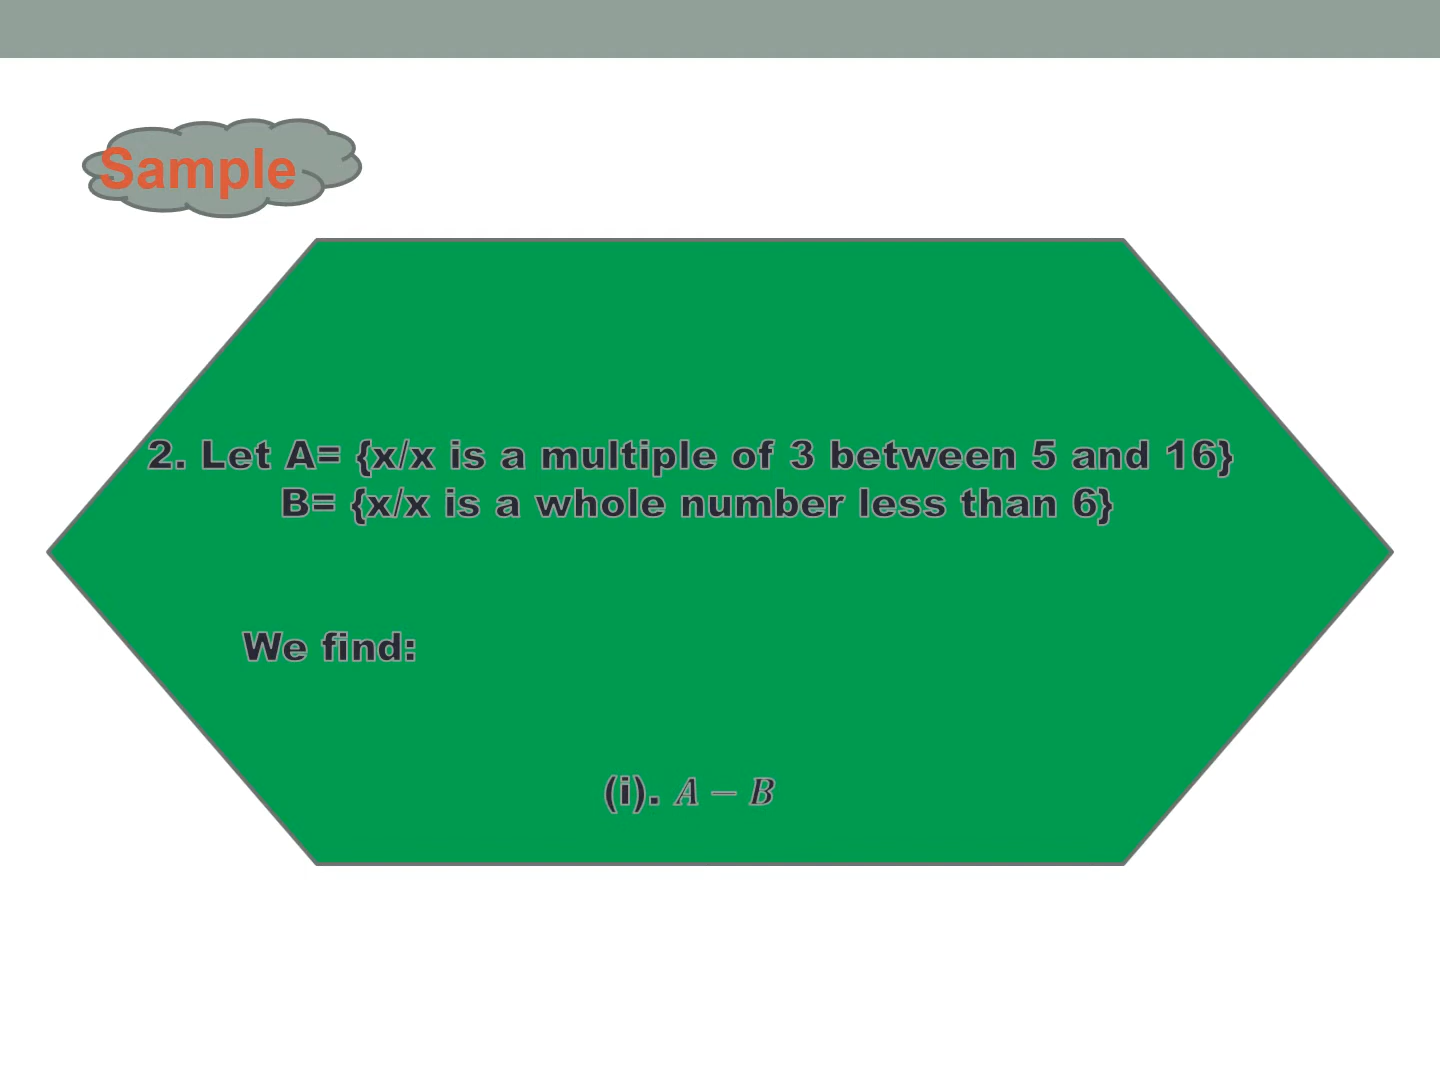 Sample
2. Let A= {x/x is a multiple of 3 between 5 and 16}
B= {x/x is a whole number less than 6}
We find:
(i). A − B